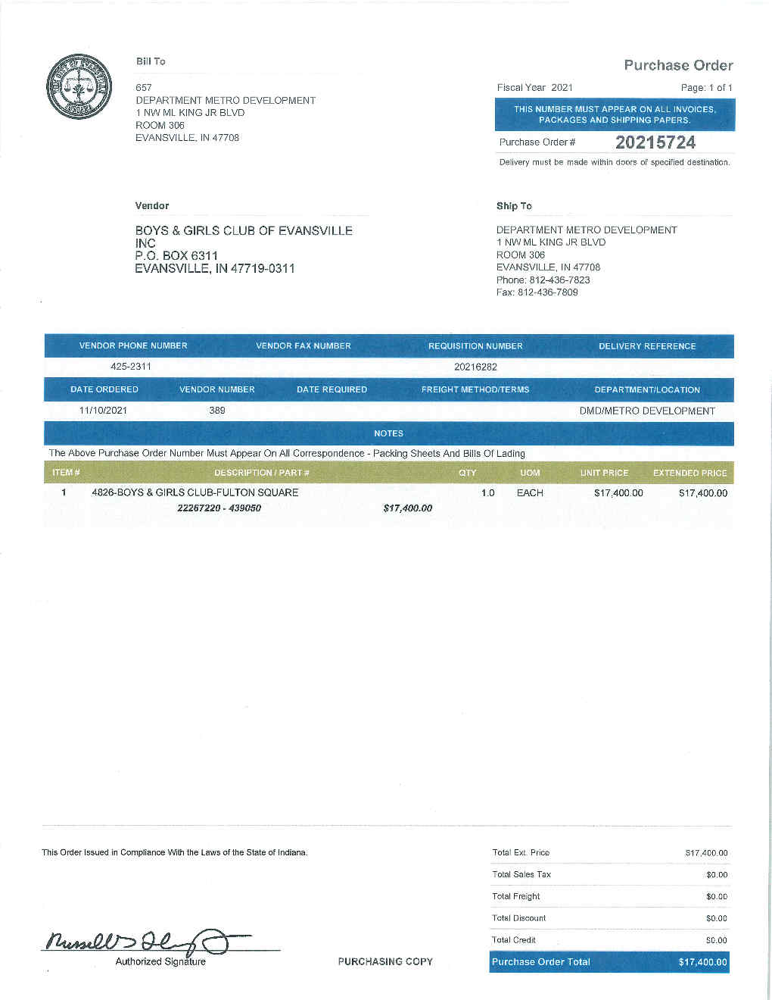 Bill To
657
DEPARTMENT METRO DEVELOPMENT
1 NW ML KING JR BLVD
ROOM 306
EVANSVILLE, IN 47708
Purchase Order
Fiscal Year 2021 Page: 1 of 1
THIS NUMBER MUST APPEAR ON ALL INVOICES,
PACKAGES AND SHIPPING PAPERS.
Purchase Order # 20215724
Delivery must be made within doors of specified destination.
Vendor
BOYS & GIRLS CLUB OF EVANSVILLE
INC
P.O. BOX 6311
EVANSVILLE, IN 47719-0311
Ship To
DEPARTMENT METRO DEVELOPMENT
1 NW ML KING JR BLVD
ROOM 306
EVANSVILLE, IN 47708
Phone: 812-436-7823
Fax: 812-436-7809
VENDOR PHONE NUMBER VENDOR FAX NUMBER REQUISITION NUMBER DELIVERY REFERENCE
425-2311 20216282
DATE ORDERED VENDOR NUMBER DATE REQUIRED FREIGHT METHOD/TERMS DEPARTMENT/LOCATION
11/10/2021 389 DMD/METRO DEVELOPMENT
NOTES
The Above Purchase Order Number Must Appear On All Correspondence - Packing Sheets And Bills Of Lading
ITEM # DESCRIPTION / PART # QTY UOM UNIT PRICE EXTENDED PRICE
1 4826-BOYS & GIRLS CLUB-FULTON SQUARE 1.0 EACH $17,400.00 $17,400.00
22267220 - 439050 $17,400.00
This Order Issued in Compliance With the Laws of the State of Indiana.
Total Ext. Price $17,400.00
Total Sales Tax $0.00
Total Freight $0.00
Total Discount $0.00
Total Credit $0.00
Purchase Order Total $17,400.00
Authorized Signature
PURCHASING COPY